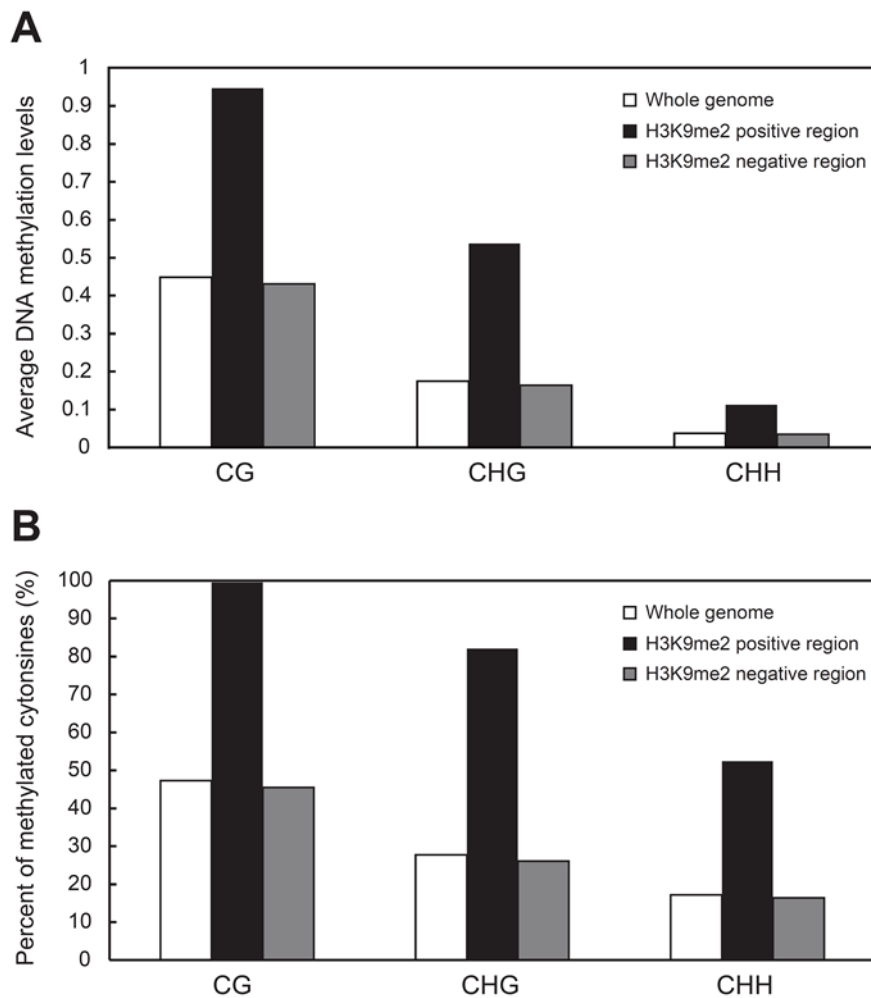 A
Average DNA methylation levels
1
0.9
0.8
0.7
0.6
0.5
0.4
0.3
0.2
0.1
0
Whole genome
H3K9me2 positive region
H3K9me2 negative region
CG CHG CHH
B
Percent of methylated cytonsines (%)
100
90
80
70
60
50
40
30
20
10
0
Whole genome
H3K9me2 positive region
H3K9me2 negative region
CG CHG CHH